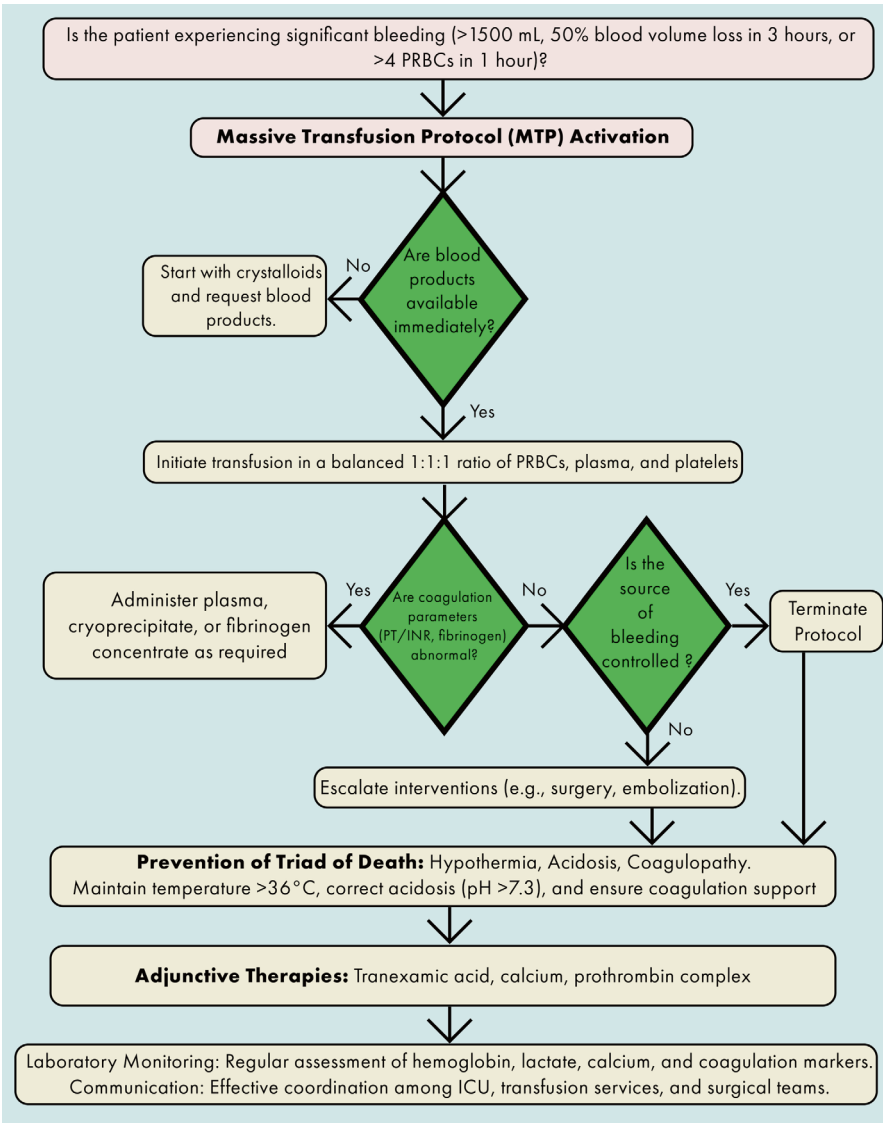 Is the patient experiencing significant bleeding (>1500 mL, 50% blood volume loss in 3 hours, or
>4 PRBCs in 1 hour)?
Massive Transfusion Protocol (MTP) Activation
Are blood
products
available
immediately?
No
Start with crystalloids
and request blood
products.
Yes
Initiate transfusion in a balanced 1:1:1 ratio of PRBCs, plasma, and platelets
Are coagulation
parameters
(PT/INR, fibrinogen)
abnormal?
Yes
Administer plasma,
cryoprecipitate, or fibrinogen
concentrate as required
No
Is the
source
of
bleeding
controlled ?
Yes
Terminate
Protocol
No
Escalate interventions (e.g., surgery, embolization).
Prevention of Triad of Death: Hypothermia, Acidosis, Coagulopathy.
Maintain temperature >36°C, correct acidosis (pH >7.3), and ensure coagulation support
Adjunctive Therapies: Tranexamic acid, calcium, prothrombin complex
Laboratory Monitoring: Regular assessment of hemoglobin, lactate, calcium, and coagulation markers.
Communication: Effective coordination among ICU, transfusion services, and surgical teams.